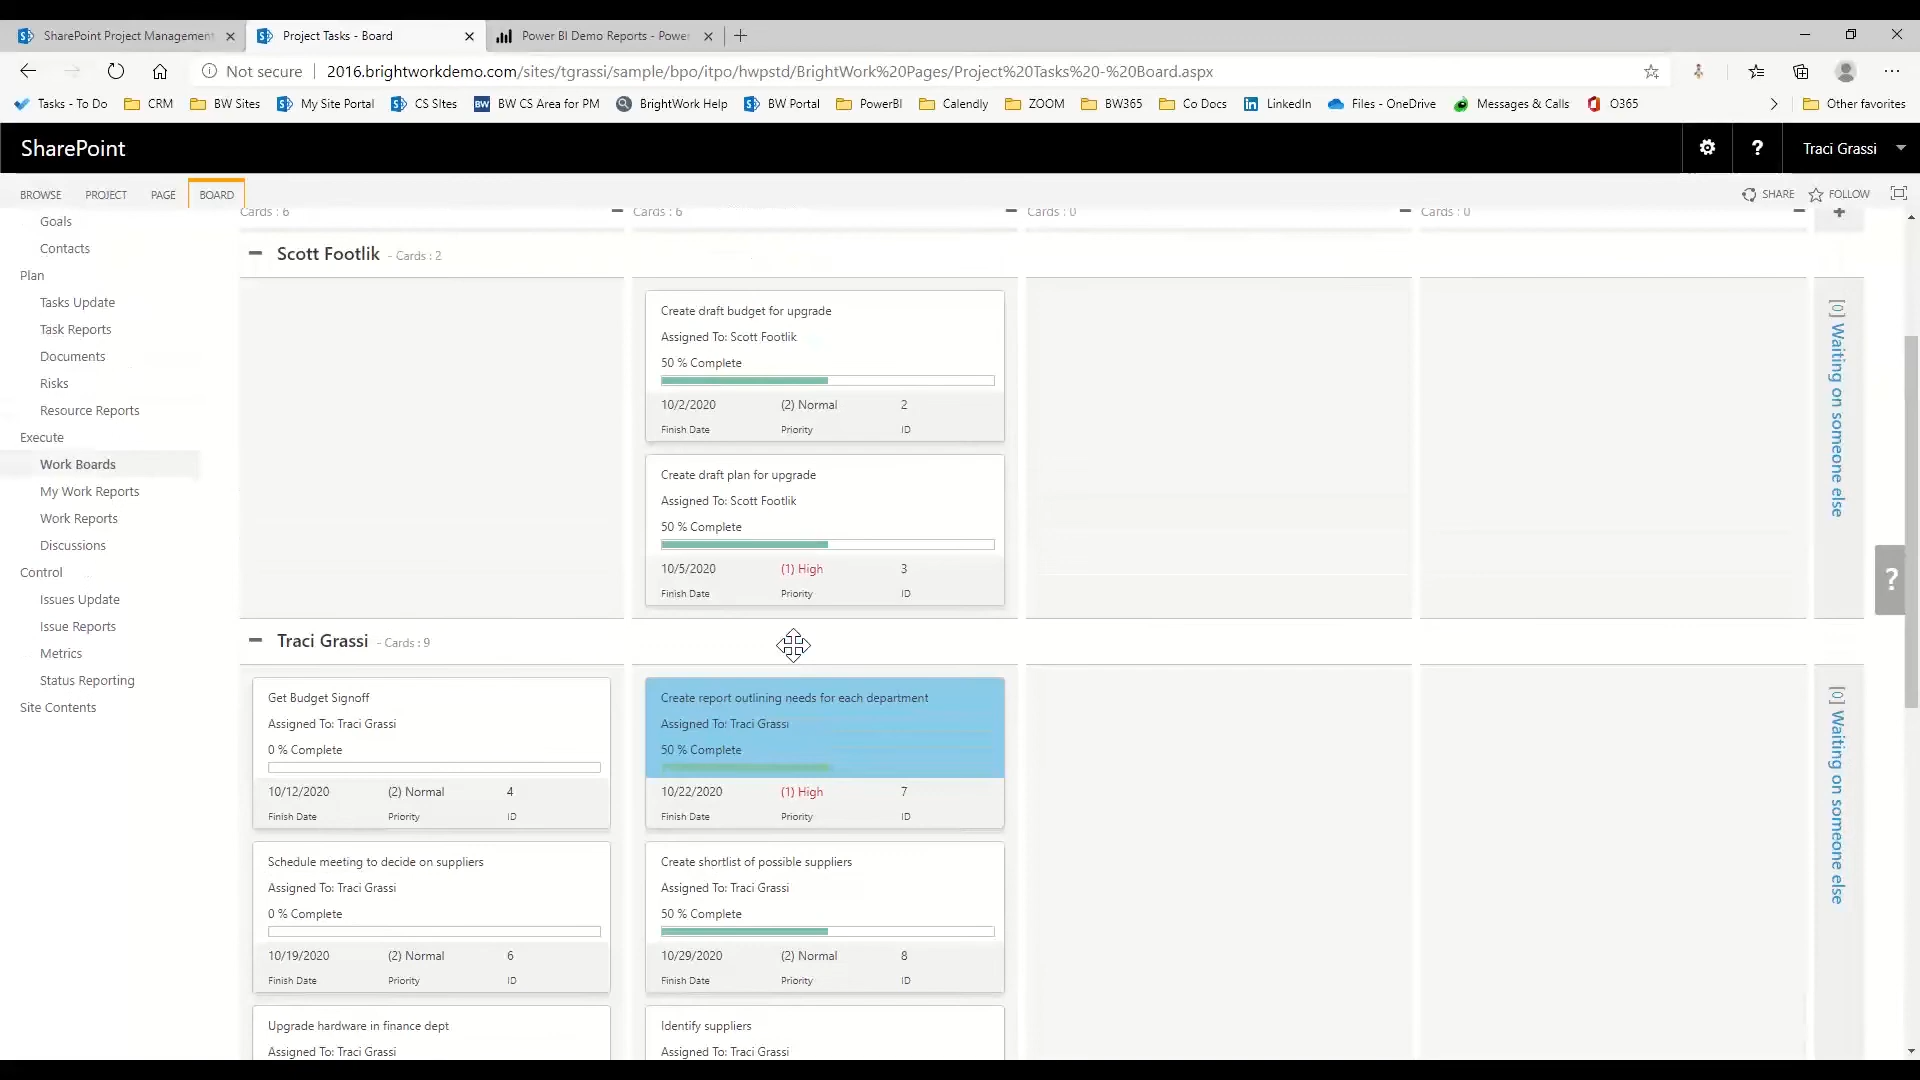 SharePoint Project Management
Project Tasks - Board
Power BI Demo Reports - Power
Not secure
2016.brightworkdemo.com/sites/tgrassi/sample/bpo/itpo/hwpstd/BrightWork%20Pages/Project%20Tasks%20-%20Board.aspx
Tasks - To Do
CRM
BW Sites
My Site Portal
CS SItes
BW CS Area for PM
BrightWork Help
BW Portal
PowerBI
Calendly
ZOOM
BW365
Co Docs
LinkedIn
Files - OneDrive
Messages & Calls
O365
Other favorites
SharePoint
?
Traci Grassi
BROWSE
PROJECT
PAGE
BOARD
SHARE
FOLLOW
Goals
Contacts
Plan
Tasks Update
Task Reports
Documents
Risks
Resource Reports
Execute
Work Boards
My Work Reports
Work Reports
Discussions
Control
Issues Update
Issue Reports
Metrics
Status Reporting
Site Contents
Cards : 6
Cards : 6
Cards : 0
Cards : 0
Scott Footlik - Cards : 2
Create draft budget for upgrade
Assigned To: Scott Footlik
50 % Complete
10/2/2020 (2) Normal 2
Finish Date Priority ID
Create draft plan for upgrade
Assigned To: Scott Footlik
50 % Complete
10/5/2020 (1) High 3
Finish Date Priority ID
[0] Waiting on someone else
?
Traci Grassi - Cards : 9
Get Budget Signoff
Assigned To: Traci Grassi
0 % Complete
10/12/2020 (2) Normal 4
Finish Date Priority ID
Schedule meeting to decide on suppliers
Assigned To: Traci Grassi
0 % Complete
10/19/2020 (2) Normal 6
Finish Date Priority ID
Upgrade hardware in finance dept
Assigned To: Traci Grassi
Create report outlining needs for each department
Assigned To: Traci Grassi
50 % Complete
10/22/2020 (1) High 7
Finish Date Priority ID
Create shortlist of possible suppliers
Assigned To: Traci Grassi
50 % Complete
10/29/2020 (2) Normal 8
Finish Date Priority ID
Identify suppliers
Assigned To: Traci Grassi
[0] Waiting on someone else